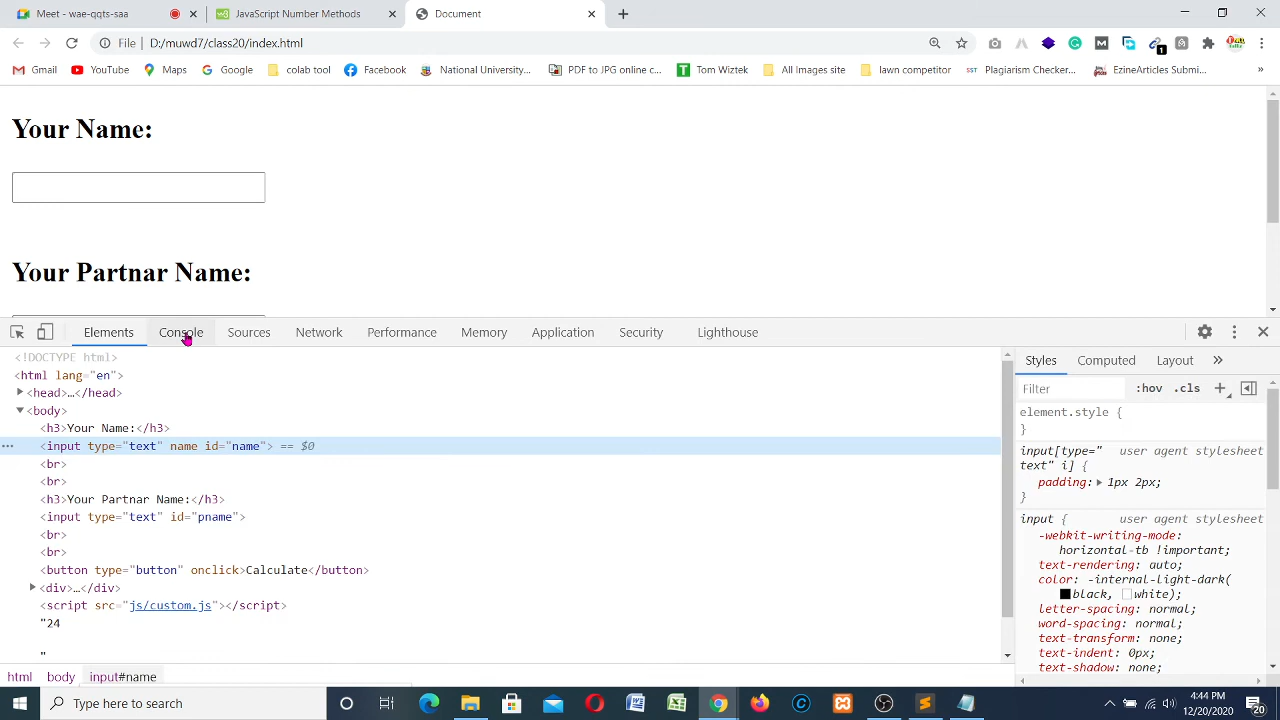 Meet - wae-qqts-saa
JavaScript Number Methods
Document
File D:/muwd7/class20/index.html
Gmail YouTube Maps Google colab tool Facebook National University... PDF to JPG online c... Tom Wiztek All Images site lawn competitor SST Plagiarism Checker... EzineArticles Submi... »
Your Name:
Your Partnar Name:
Elements Console Sources Network Performance Memory Application Security Lighthouse
<!DOCTYPE html>
<html lang="en">
<head>…</head>
<body>
<h3>Your Name:</h3>
<input type="text" name id="name"> == $0
<br>
<br>
<h3>Your Partnar Name:</h3>
<input type="text" id="pname">
<br>
<br>
<button type="button" onclick>Calculate</button>
<div>…</div>
<script src="js/custom.js"></script>
"24
"
html body input#name
Styles Computed Layout »
Filter :hov .cls +
element.style {
}
input[type=" user agent stylesheet
text" i] {
padding: 1px 2px;
}
input { user agent stylesheet
-webkit-writing-mode:
horizontal-tb !important;
text-rendering: auto;
color: -internal-light-dark(
black, white);
letter-spacing: normal;
word-spacing: normal;
text-transform: none;
text-indent: 0px;
text-shadow: none;
Type here to search
4:44 PM
12/20/2020
20